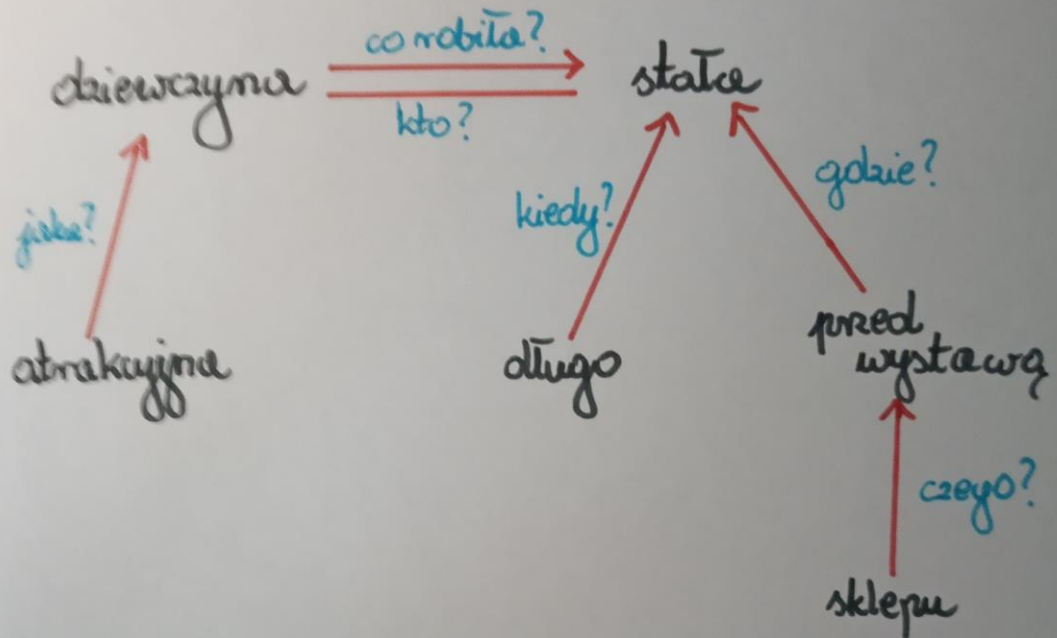 co robiła?
dziewczyna
stała
kto?
gdzie?
kiedy?
jaka?
przed
wystawą
atrakcyjna
długo
czego?
sklepu